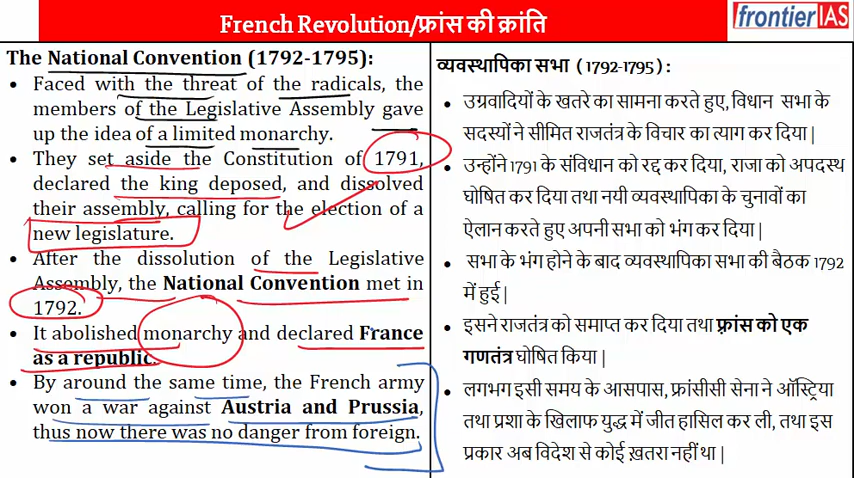 French Revolution/फ्रांस की क्रांति
frontierIAS
The National Convention (1792-1795):
• Faced with the threat of the radicals, the
members of the Legislative Assembly gave
up the idea of a limited monarchy.
• They set aside the Constitution of 1791,
declared the king deposed, and dissolved
their assembly, calling for the election of a
new legislature.
• After the dissolution of the Legislative
Assembly, the National Convention met in
1792.
• It abolished monarchy and declared France
as a republic.
• By around the same time, the French army
won a war against Austria and Prussia,
thus now there was no danger from foreign.
व्यवस्थापिका सभा (1792-1795) :
• उग्रवादियों के खतरे का सामना करते हुए, विधान सभा के
सदस्यों ने सीमित राजतंत्र के विचार का त्याग कर दिया |
• उन्होंने 1791 के संविधान को रद्द कर दिया, राजा को अपदस्थ
घोषित कर दिया तथा नयी व्यवस्थापिका के चुनावों का
ऐलान करते हुए अपनी सभा को भंग कर दिया |
• सभा के भंग होने के बाद व्यवस्थापिका सभा की बैठक 1792
में हुई |
• इसने राजतंत्र को समाप्त कर दिया तथा फ़्रांस को एक
गणतंत्र घोषित किया |
• लगभग इसी समय के आसपास, फ्रांसीसी सेना ने ऑस्ट्रिया
तथा प्रशा के खिलाफ युद्ध में जीत हासिल कर ली, तथा इस
प्रकार अब विदेश से कोई ख़तरा नहीं था |